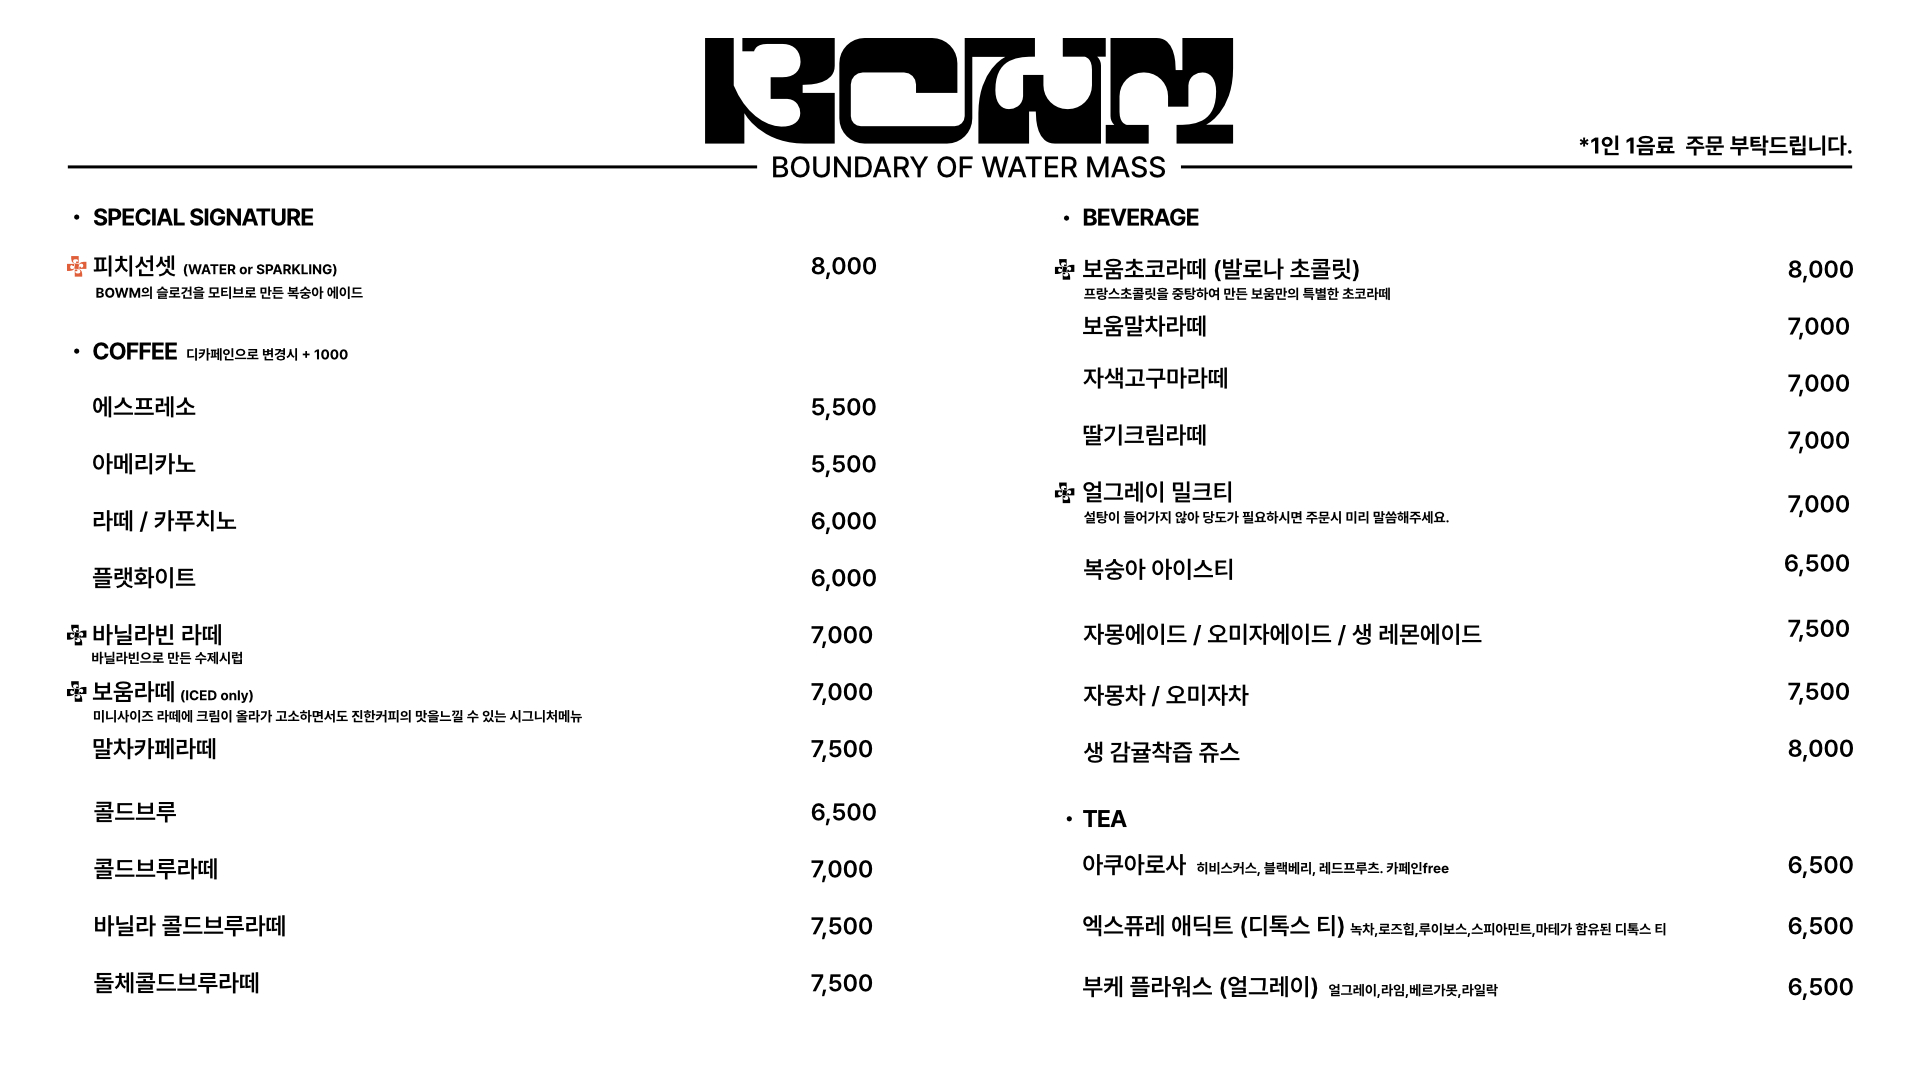 BOWM
BOUNDARY OF WATER MASS
*1인 1음료 주문 부탁드립니다.
• SPECIAL SIGNATURE
피치선셋 (WATER or SPARKLING) 8,000
BOWM의 슬로건을 모티브로 만든 복숭아 에이드
• COFFEE 디카페인으로 변경시 + 1000
에스프레소 5,500
아메리카노 5,500
라떼 / 카푸치노 6,000
플랫화이트 6,000
바닐라빈 라떼 7,000
바닐라빈으로 만든 수제시럽
보움라떼 (ICED only) 7,000
미니사이즈 라떼에 크림이 올라가 고소하면서도 진한커피의 맛을느낄 수 있는 시그니처메뉴
말차카페라떼 7,500
콜드브루 6,500
콜드브루라떼 7,000
바닐라 콜드브루라떼 7,500
돌체콜드브루라떼 7,500
• BEVERAGE
보움초코라떼 (발로나 초콜릿) 8,000
프랑스초콜릿을 중탕하여 만든 보움만의 특별한 초코라떼
보움말차라떼 7,000
자색고구마라떼 7,000
딸기크림라떼 7,000
얼그레이 밀크티 7,000
설탕이 들어가지 않아 당도가 필요하시면 주문시 미리 말씀해주세요.
복숭아 아이스티 6,500
자몽에이드 / 오미자에이드 / 생 레몬에이드 7,500
자몽차 / 오미자차 7,500
생 감귤착즙 쥬스 8,000
• TEA
아쿠아로사 히비스커스, 블랙베리, 레드프루츠. 카페인free 6,500
엑스퓨레 애딕트 (디톡스 티) 녹차,로즈힙,루이보스,스피아민트,마테가 함유된 디톡스 티 6,500
부케 플라워스 (얼그레이) 얼그레이,라임,베르가못,라일락 6,500